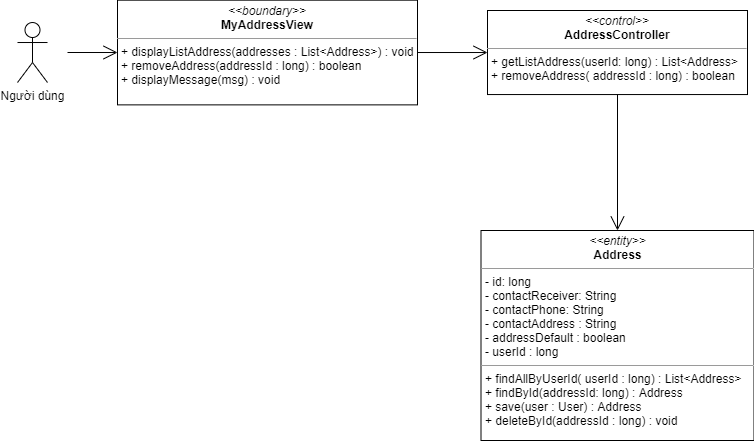 Người dùng
<<boundary>>
MyAddressView
+ displayListAddress(addresses : List<Address>) : void
+ removeAddress(addressId : long) : boolean
+ displayMessage(msg) : void
<<control>>
AddressController
+ getListAddress(userId: long) : List<Address>
+ removeAddress( addressId : long) : boolean
<<entity>>
Address
- id: long
- contactReceiver: String
- contactPhone: String
- contactAddress : String
- addressDefault : boolean
- userId : long
+ findAllByUserId( userId : long) : List<Address>
+ findById(addressId: long) : Address
+ save(user : User) : Address
+ deleteById(addressId : long) : void